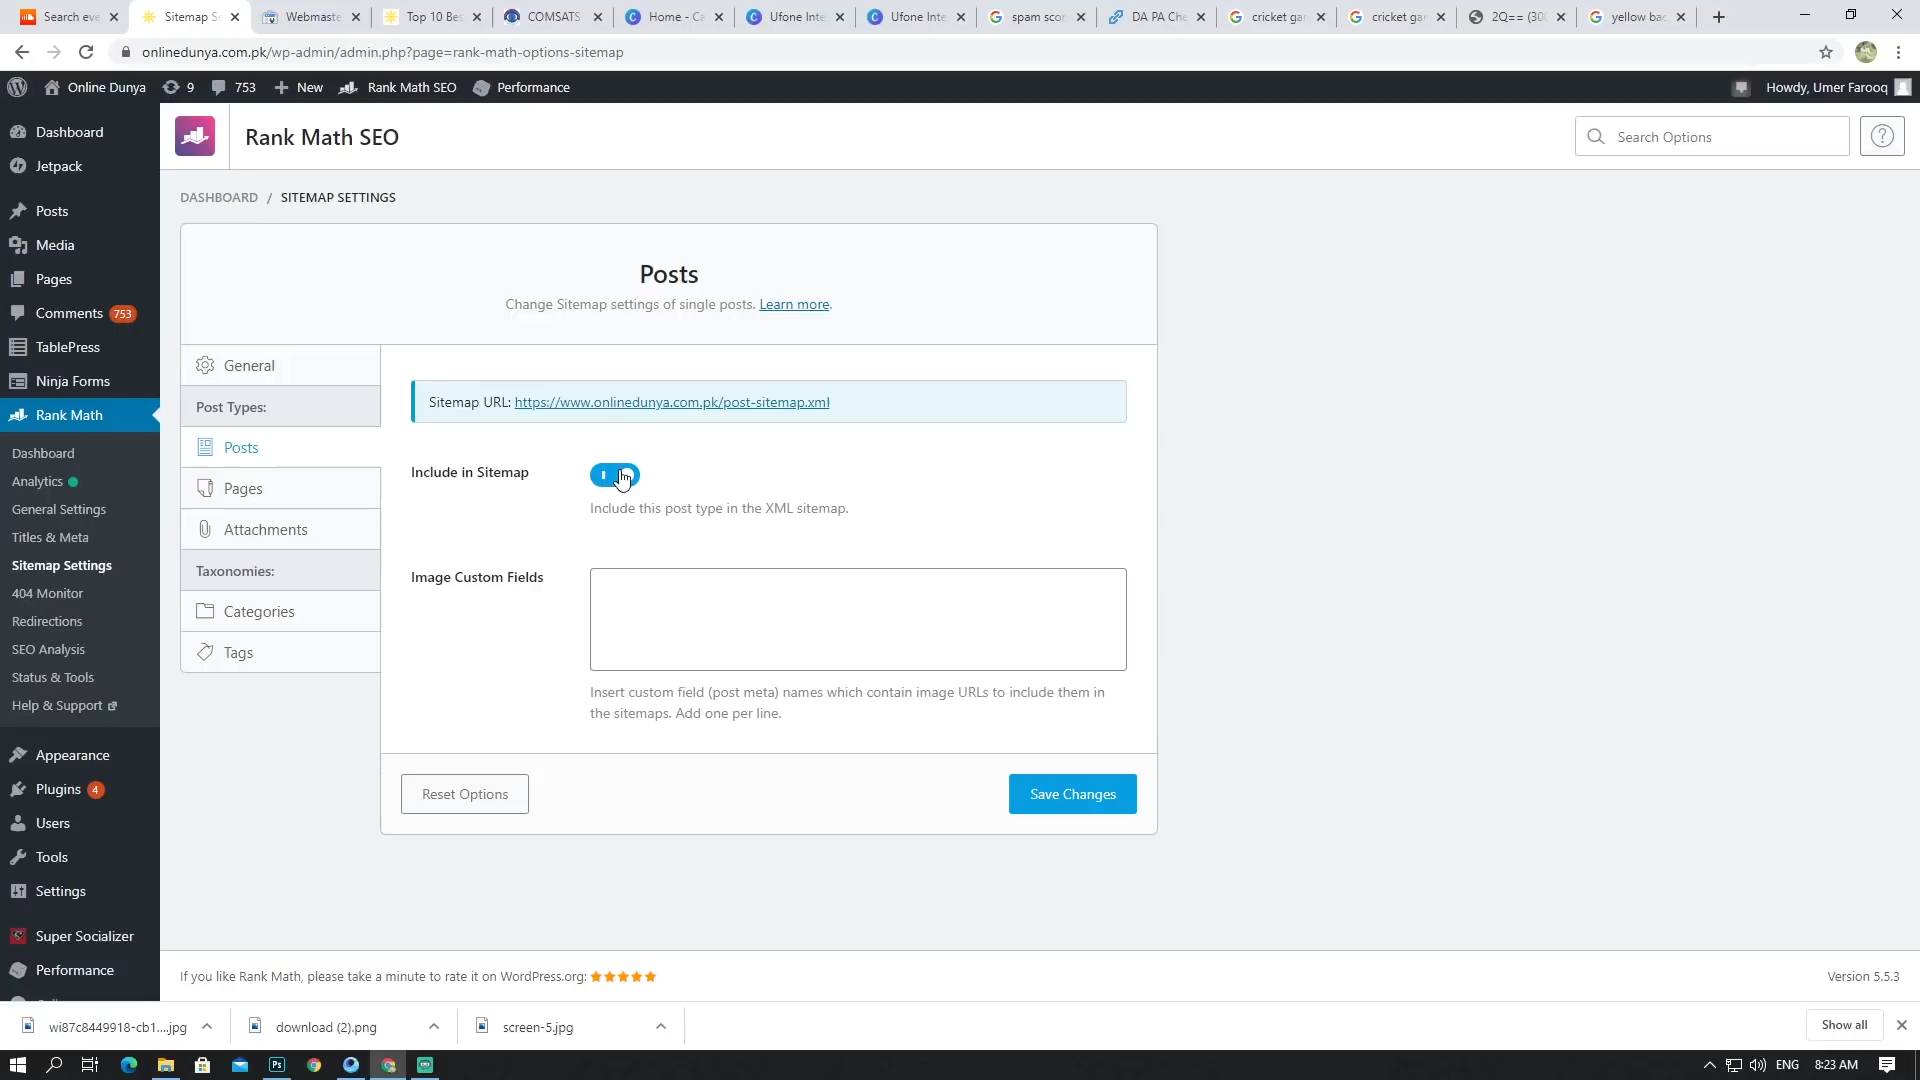 Search eve
Sitemap Se
Webmaste
Top 10 Bes
COMSATS
Home - Ca
Ufone Inte
Ufone Inte
spam scor
DA PA Che
cricket gar
cricket gar
2Q== (300
yellow bac
onlinedunya.com.pk/wp-admin/admin.php?page=rank-math-options-sitemap
Online Dunya
9
753
New
Rank Math SEO
Performance
Howdy, Umer Farooq
Dashboard
Jetpack
Posts
Media
Pages
Comments 753
TablePress
Ninja Forms
Rank Math
Dashboard
Analytics
General Settings
Titles & Meta
Sitemap Settings
404 Monitor
Redirections
SEO Analysis
Status & Tools
Help & Support
Appearance
Plugins 4
Users
Tools
Settings
Super Socializer
Performance
Rank Math SEO
Search Options
DASHBOARD / SITEMAP SETTINGS
Posts
Change Sitemap settings of single posts. Learn more.
General
Post Types:
Posts
Pages
Attachments
Taxonomies:
Categories
Tags
Sitemap URL: https://www.onlinedunya.com.pk/post-sitemap.xml
Include in Sitemap
Include this post type in the XML sitemap.
Image Custom Fields
Insert custom field (post meta) names which contain image URLs to include them in
the sitemaps. Add one per line.
Reset Options
Save Changes
If you like Rank Math, please take a minute to rate it on WordPress.org:
Version 5.5.3
wi87c8449918-cb1....jpg
download (2).png
screen-5.jpg
Show all
Ps
ENG
8:23 AM